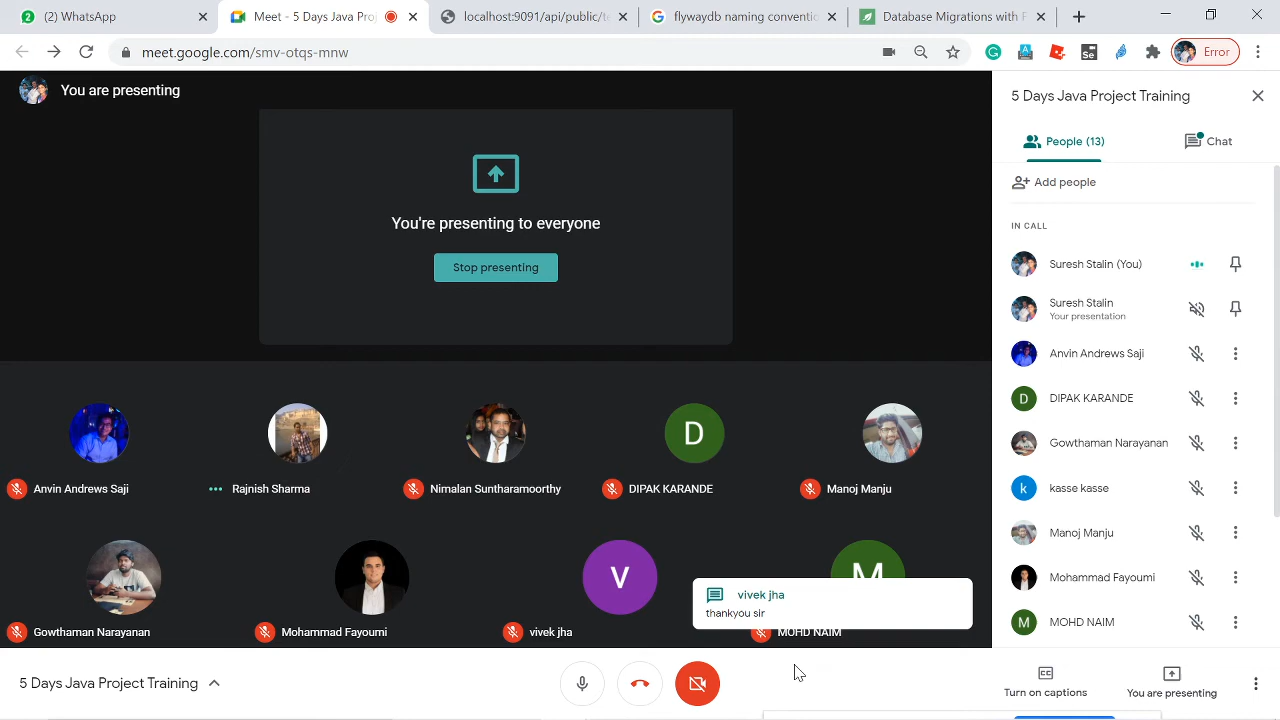 (2) WhatsApp
Meet - 5 Days Java Pro
localhost:9091/api/public/te
flywaydb naming conventio
Database Migrations with F
meet.google.com/smv-otqs-mnw
Se
Error
You are presenting
You're presenting to everyone
Stop presenting
Anvin Andrews Saji
Rajnish Sharma
Nimalan Suntharamoorthy
D
DIPAK KARANDE
Manoj Manju
Gowthaman Narayanan
Mohammad Fayoumi
V
vivek jha
M
MOHD NAIM
vivek jha
thankyou sir
5 Days Java Project Training
People (13)
Chat
Add people
IN CALL
Suresh Stalin (You)
Suresh Stalin
Your presentation
Anvin Andrews Saji
D
DIPAK KARANDE
Gowthaman Narayanan
k
kasse kasse
Manoj Manju
Mohammad Fayoumi
M
MOHD NAIM
5 Days Java Project Training
CC
Turn on captions
You are presenting